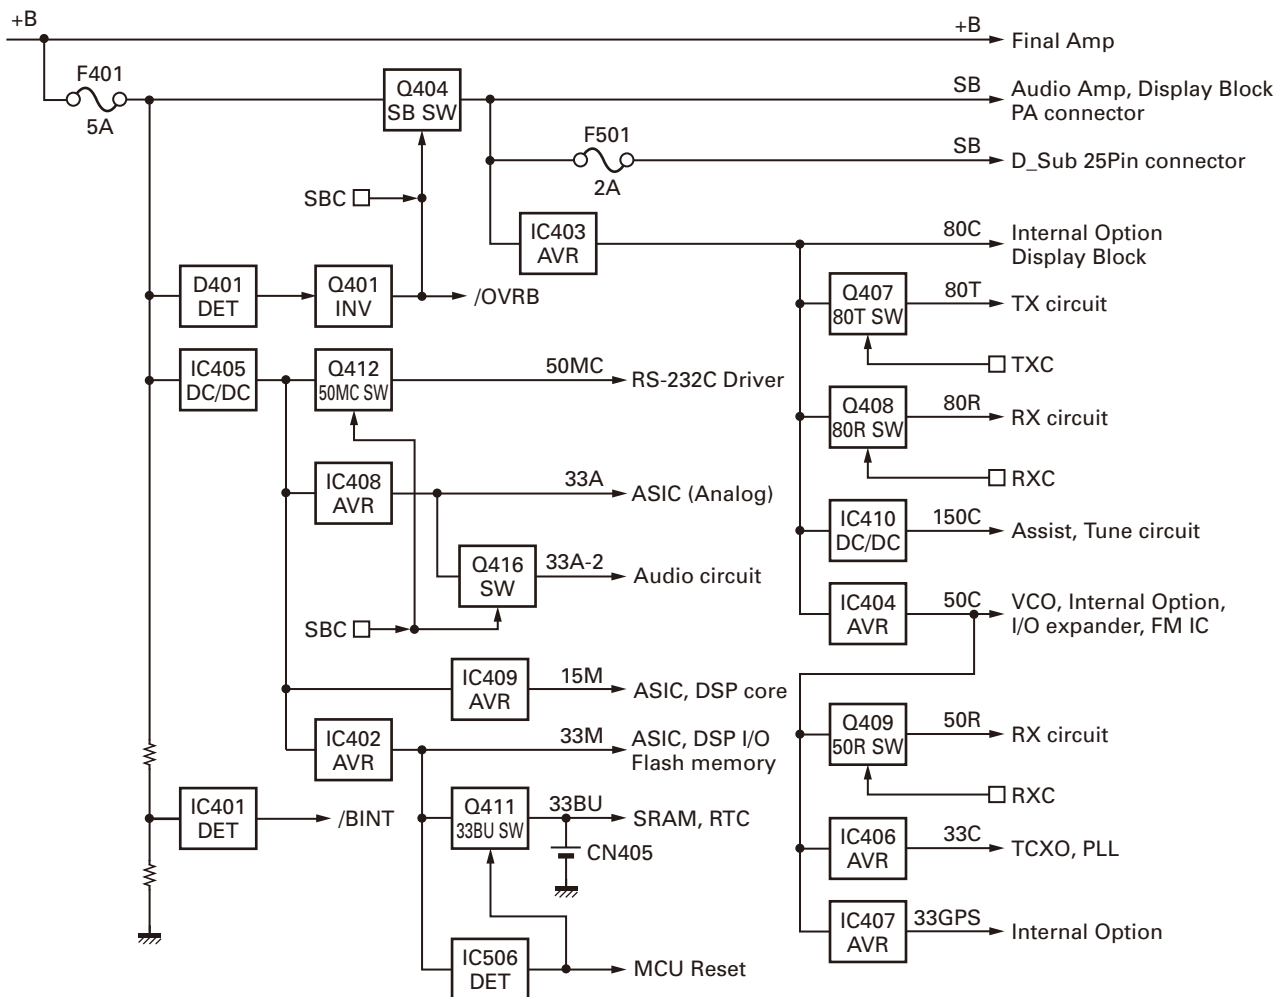 +B
+B
Final Amp
F401
5A
Q404
SB SW
SB
Audio Amp, Display Block
PA connector
F501
2A
SB
D_Sub 25Pin connector
SBC
IC403
AVR
80C
Internal Option
Display Block
D401
DET
Q401
INV
/OVRB
Q407
80T SW
80T
TX circuit
TXC
IC405
DC/DC
Q412
50MC SW
50MC
RS-232C Driver
Q408
80R SW
80R
RX circuit
RXC
IC408
AVR
33A
ASIC (Analog)
IC410
DC/DC
150C
Assist, Tune circuit
Q416
SW
33A-2
Audio circuit
IC404
AVR
50C
VCO, Internal Option,
I/O expander, FM IC
SBC
IC409
AVR
15M
ASIC, DSP core
IC402
AVR
33M
ASIC, DSP I/O
Flash memory
Q409
50R SW
50R
RX circuit
RXC
IC401
DET
/BINT
Q411
33BU SW
33BU
SRAM, RTC
CN405
IC406
AVR
33C
TCXO, PLL
IC407
AVR
33GPS
Internal Option
IC506
DET
MCU Reset